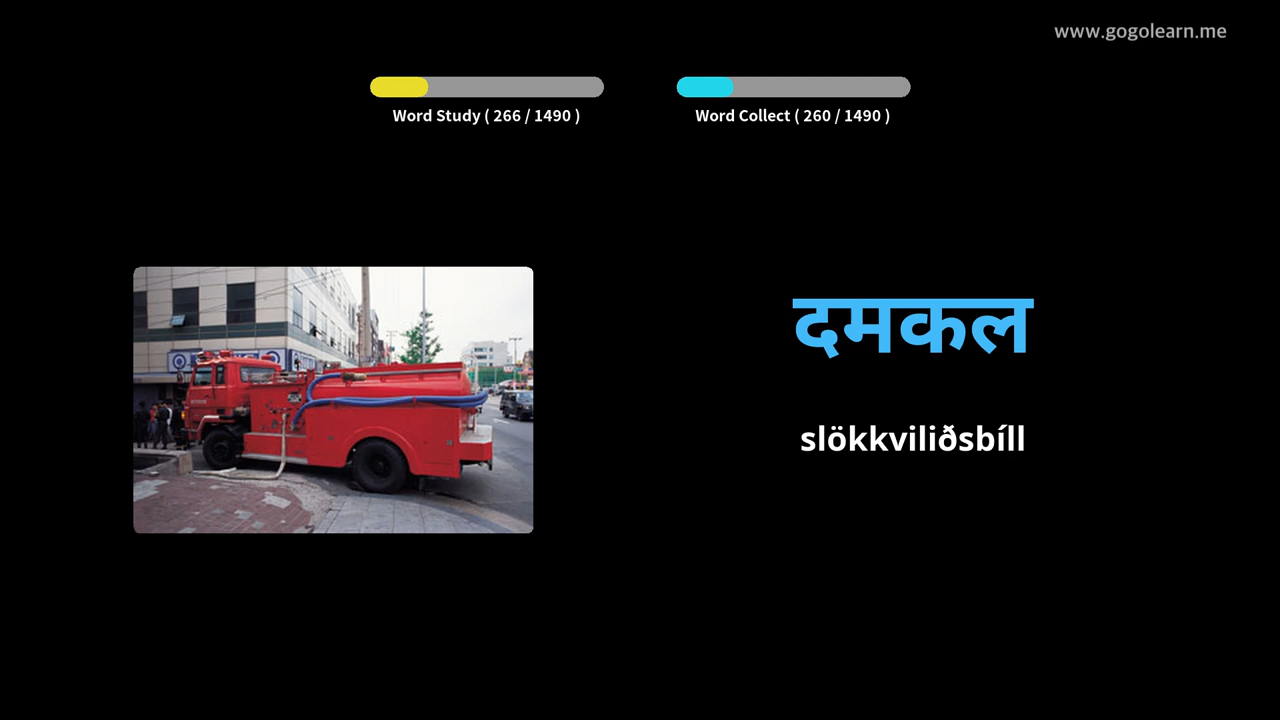 www.gogolearn.me
Word Study ( 266 / 1490 )
Word Collect ( 260 / 1490 )
दमकल
slökkviliðsbíll